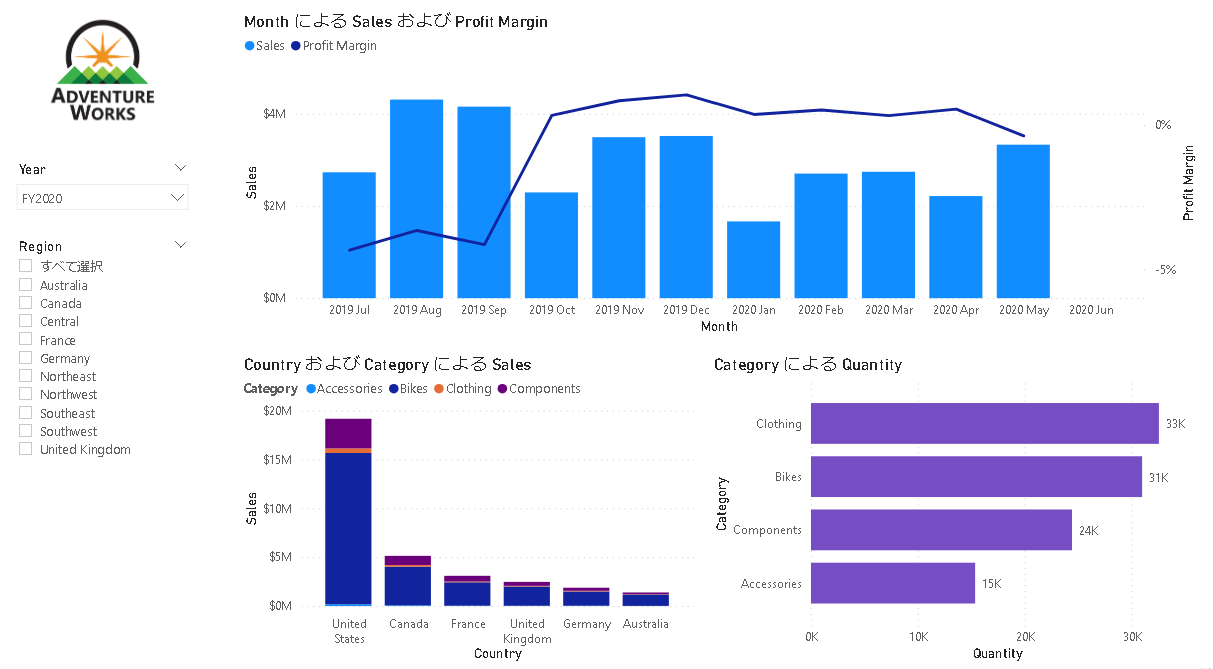 ADVENTURE
WORKS
Year
FY2020
Region
すべて選択
Australia
Canada
Central
France
Germany
Northeast
Northwest
Southeast
Southwest
United Kingdom
Month による Sales および Profit Margin
Sales Profit Margin
Sales
$4M
$2M
$0M
0%
-5%
Profit Margin
2019 Jul 2019 Aug 2019 Sep 2019 Oct 2019 Nov 2019 Dec 2020 Jan 2020 Feb 2020 Mar 2020 Apr 2020 May 2020 Jun
Month
Country および Category による Sales
Category Accessories Bikes Clothing Components
Sales
$20M
$15M
$10M
$5M
$0M
United States Canada France United Kingdom Germany Australia
Country
Category による Quantity
Category
Clothing 33K
Bikes 31K
Components 24K
Accessories 15K
0K 10K 20K 30K
Quantity